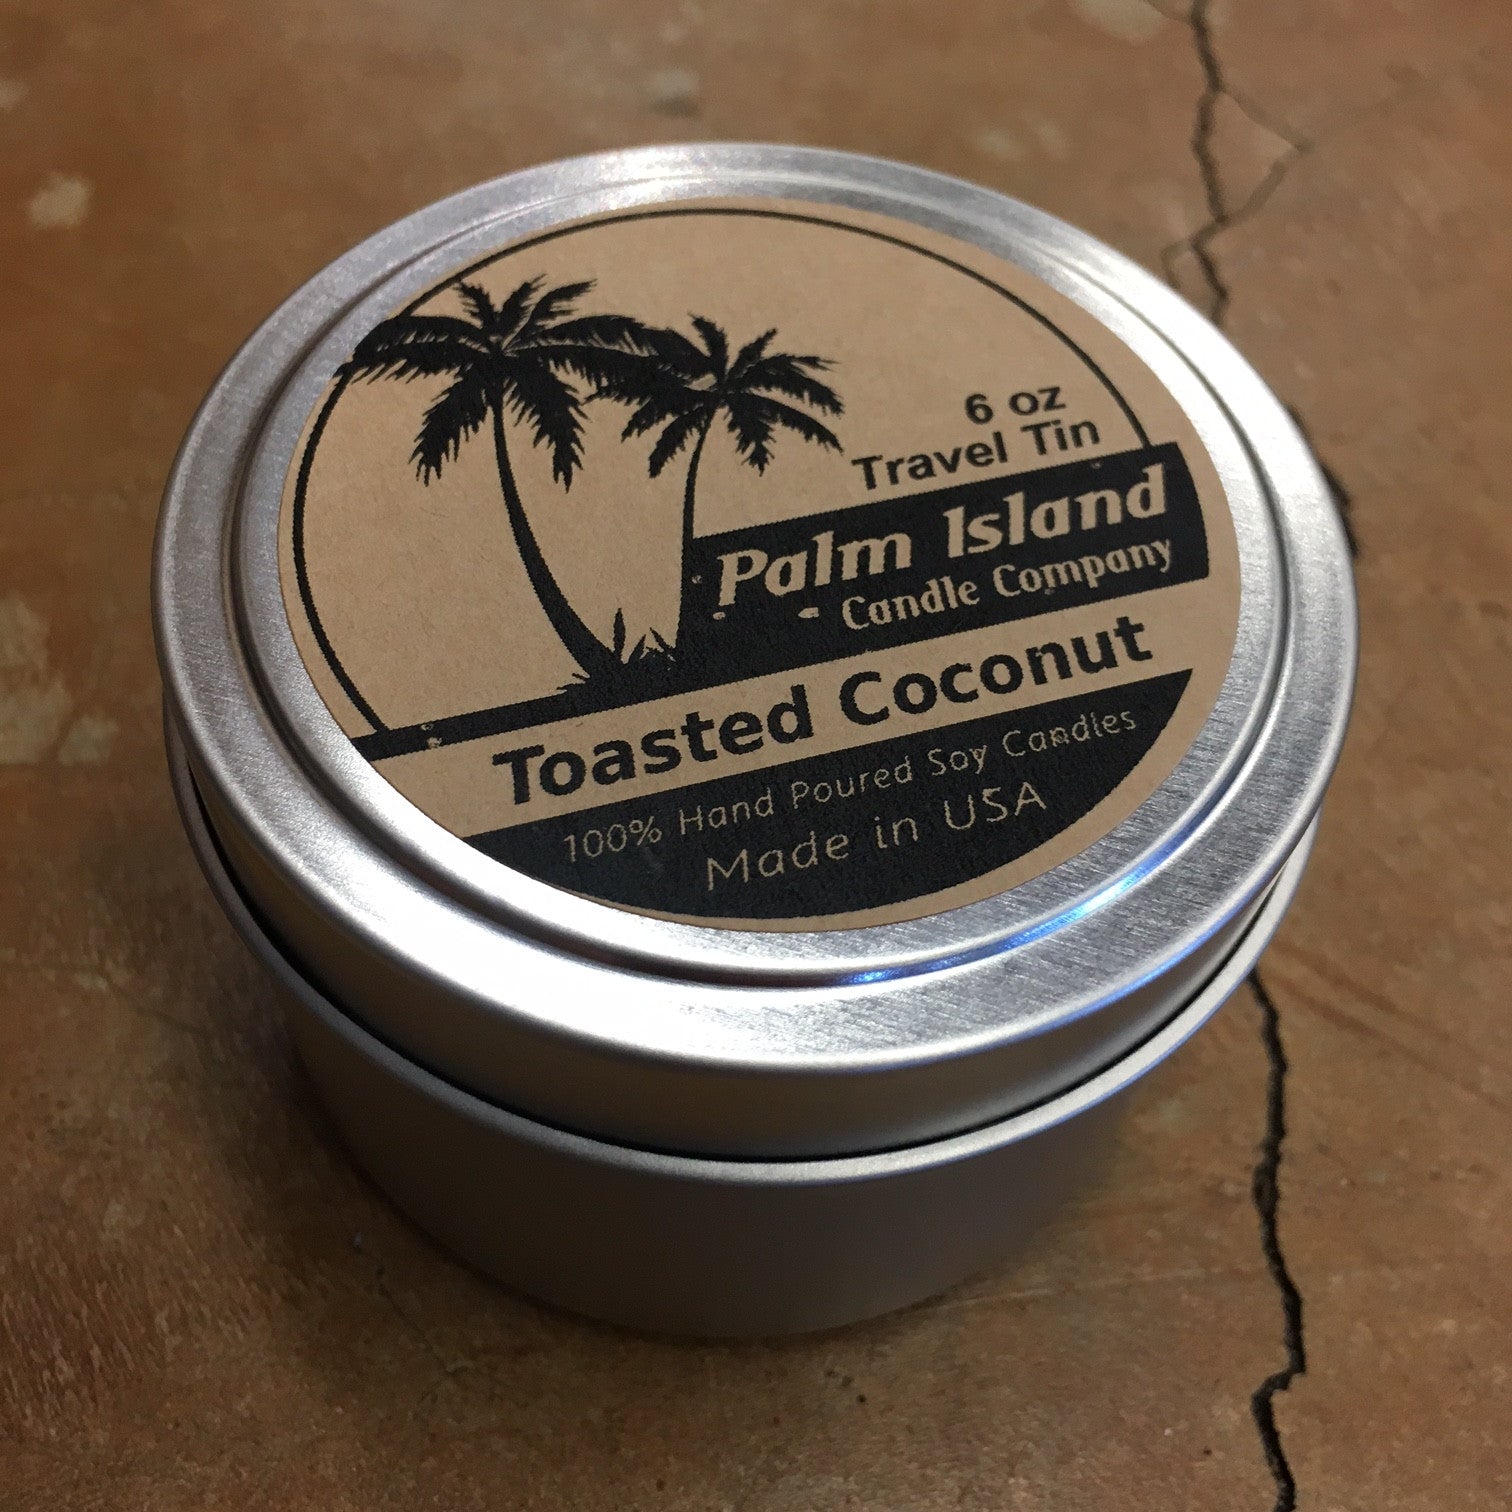 6 oz
Travel Tin
Palm Island
Candle Company
Toasted Coconut
100% Hand Poured Soy Candles
Made in USA